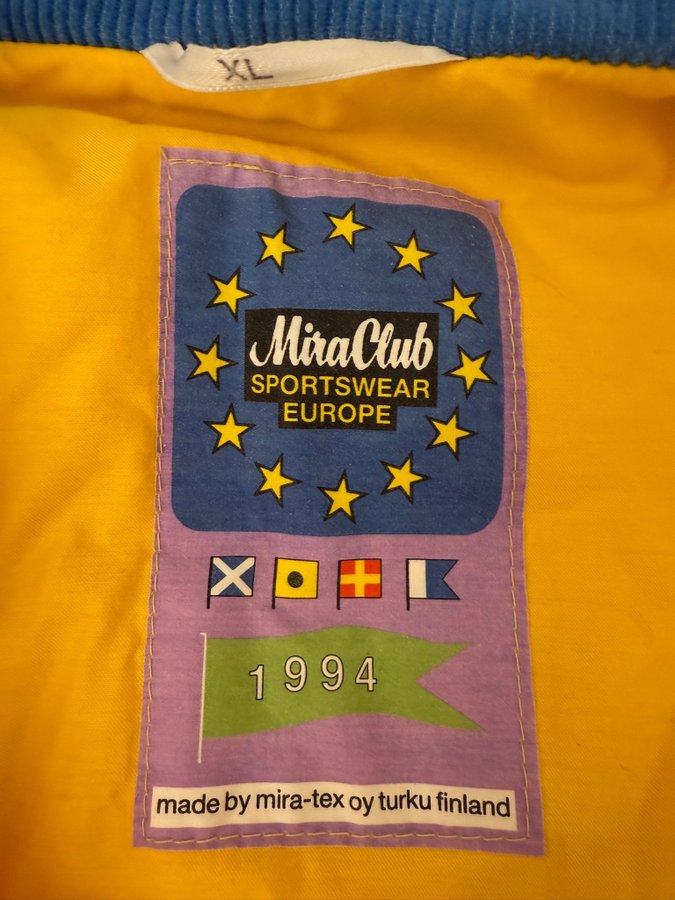 XL
MiraClub
SPORTSWEAR
EUROPE
1994
made by mira-tex oy turku finland